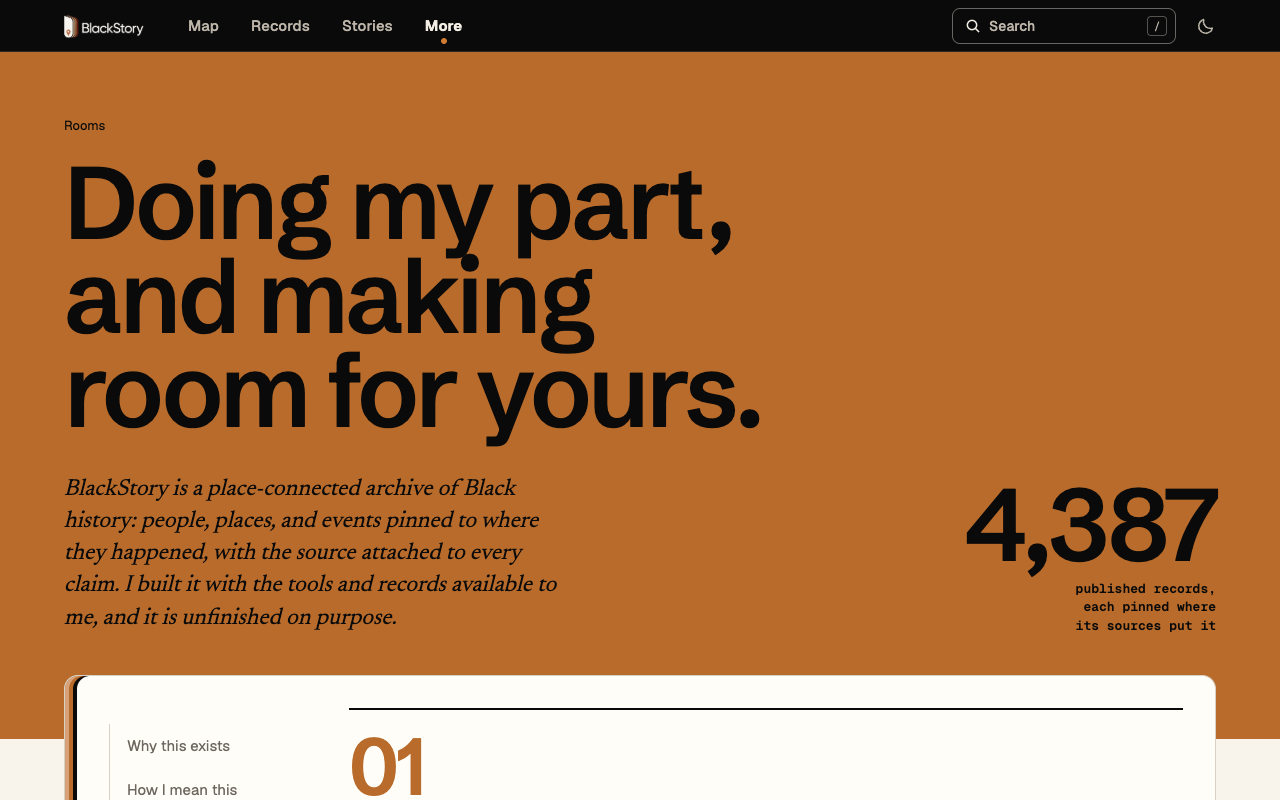 BlackStory
Map
Records
Stories
More
Search
/
Rooms
Doing my part,
and making
room for yours.
BlackStory is a place-connected archive of Black
history: people, places, and events pinned to where
they happened, with the source attached to every
claim. I built it with the tools and records available to
me, and it is unfinished on purpose.
4,387
published records,
each pinned where
its sources put it
Why this exists
How I mean this
01